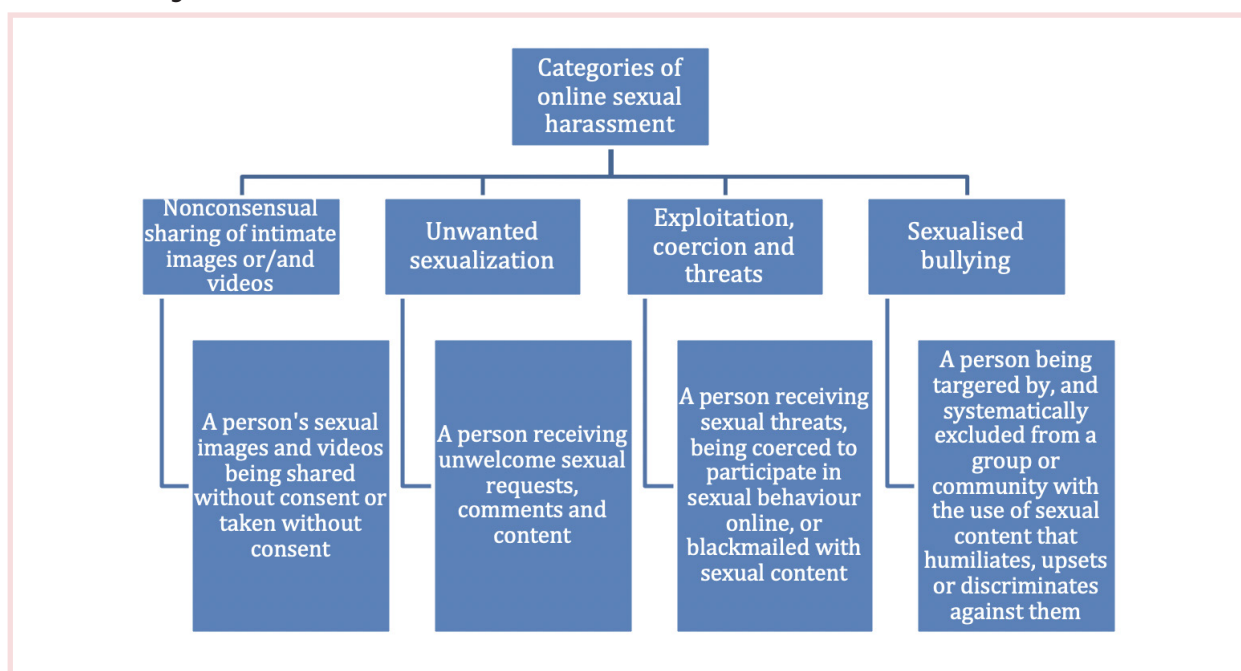 Categories of
online sexual
harassment
Nonconsensual
sharing of intimate
images or/and
videos
Unwanted
sexualization
Exploitation,
coercion and
threats
Sexualised
bullying
A person's sexual
images and videos
being shared
without consent or
taken without
consent
A person receiving
unwelcome sexual
requests,
comments and
content
A person receiving
sexual threats,
being coerced to
participate in
sexual behaviour
online, or
blackmailed with
sexual content
A person being
targered by, and
systematically
excluded from a
group or
community with
the use of sexual
content that
humiliates, upsets
or discriminates
against them